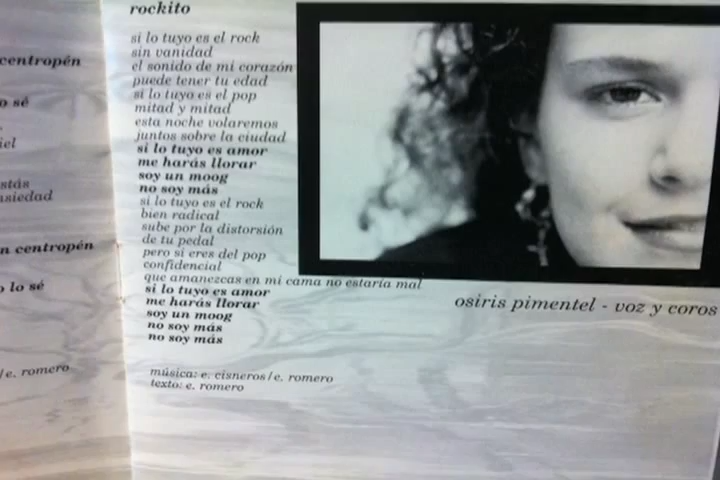 centropén
o sé
iel
stás
nsiedad
n centropén
o lo sé
/e. romero
rockito
si lo tuyo es el rock
sin vanidad
el sonido de mi corazón
puede tener tu edad
si lo tuyo es el pop
mitad y mitad
esta noche volaremos
juntos sobre la ciudad
si lo tuyo es amor
me harás llorar
soy un moog
no soy más
si lo tuyo es el rock
bien radical
sube por la distorsión
de tu pedal
pero si eres del pop
confidencial
que amanezcas en mi cama no estaría mal
si lo tuyo es amor
me harás llorar
soy un moog
no soy más
no soy más
música: e. cisneros/e. romero
texto: e. romero
osiris pimentel - voz y coros